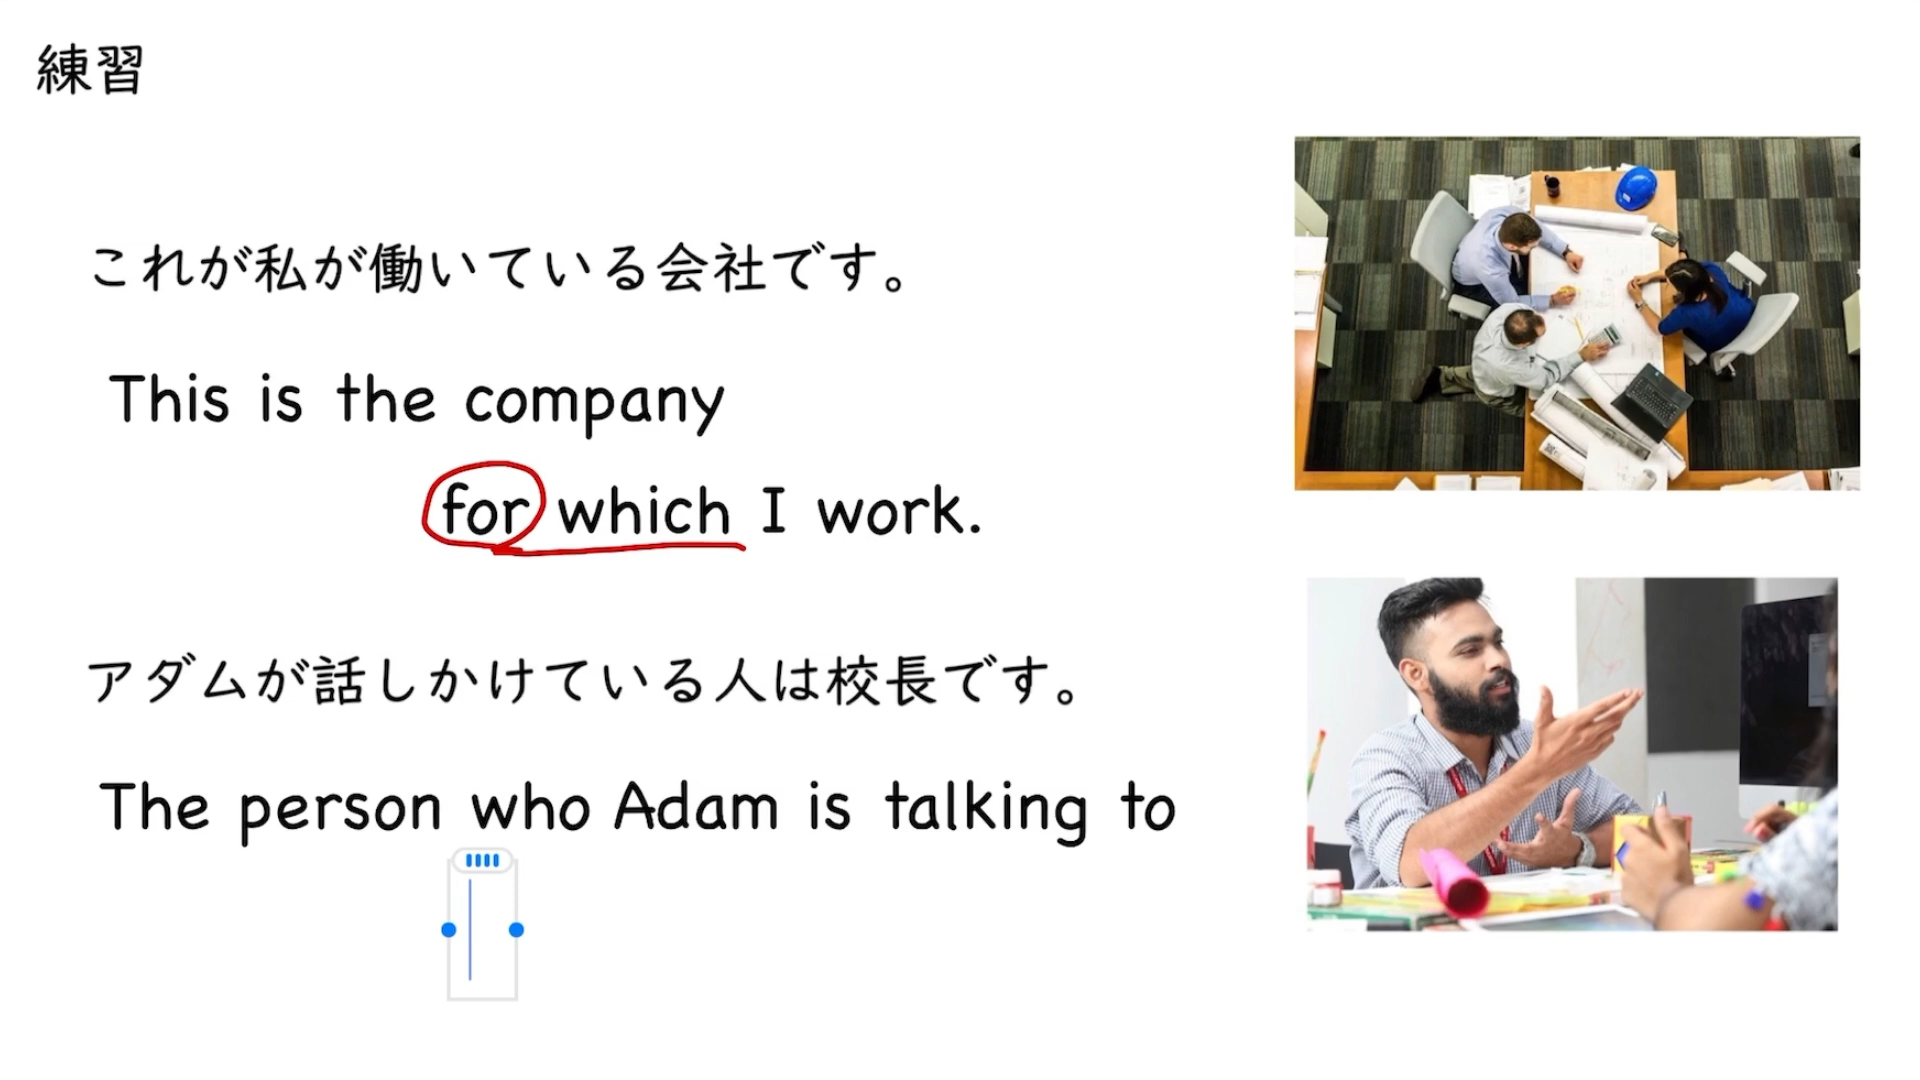 練習
これが私が働いている会社です。
This is the company
for which I work.
アダムが話しかけている人は校長です。
The person who Adam is talking to